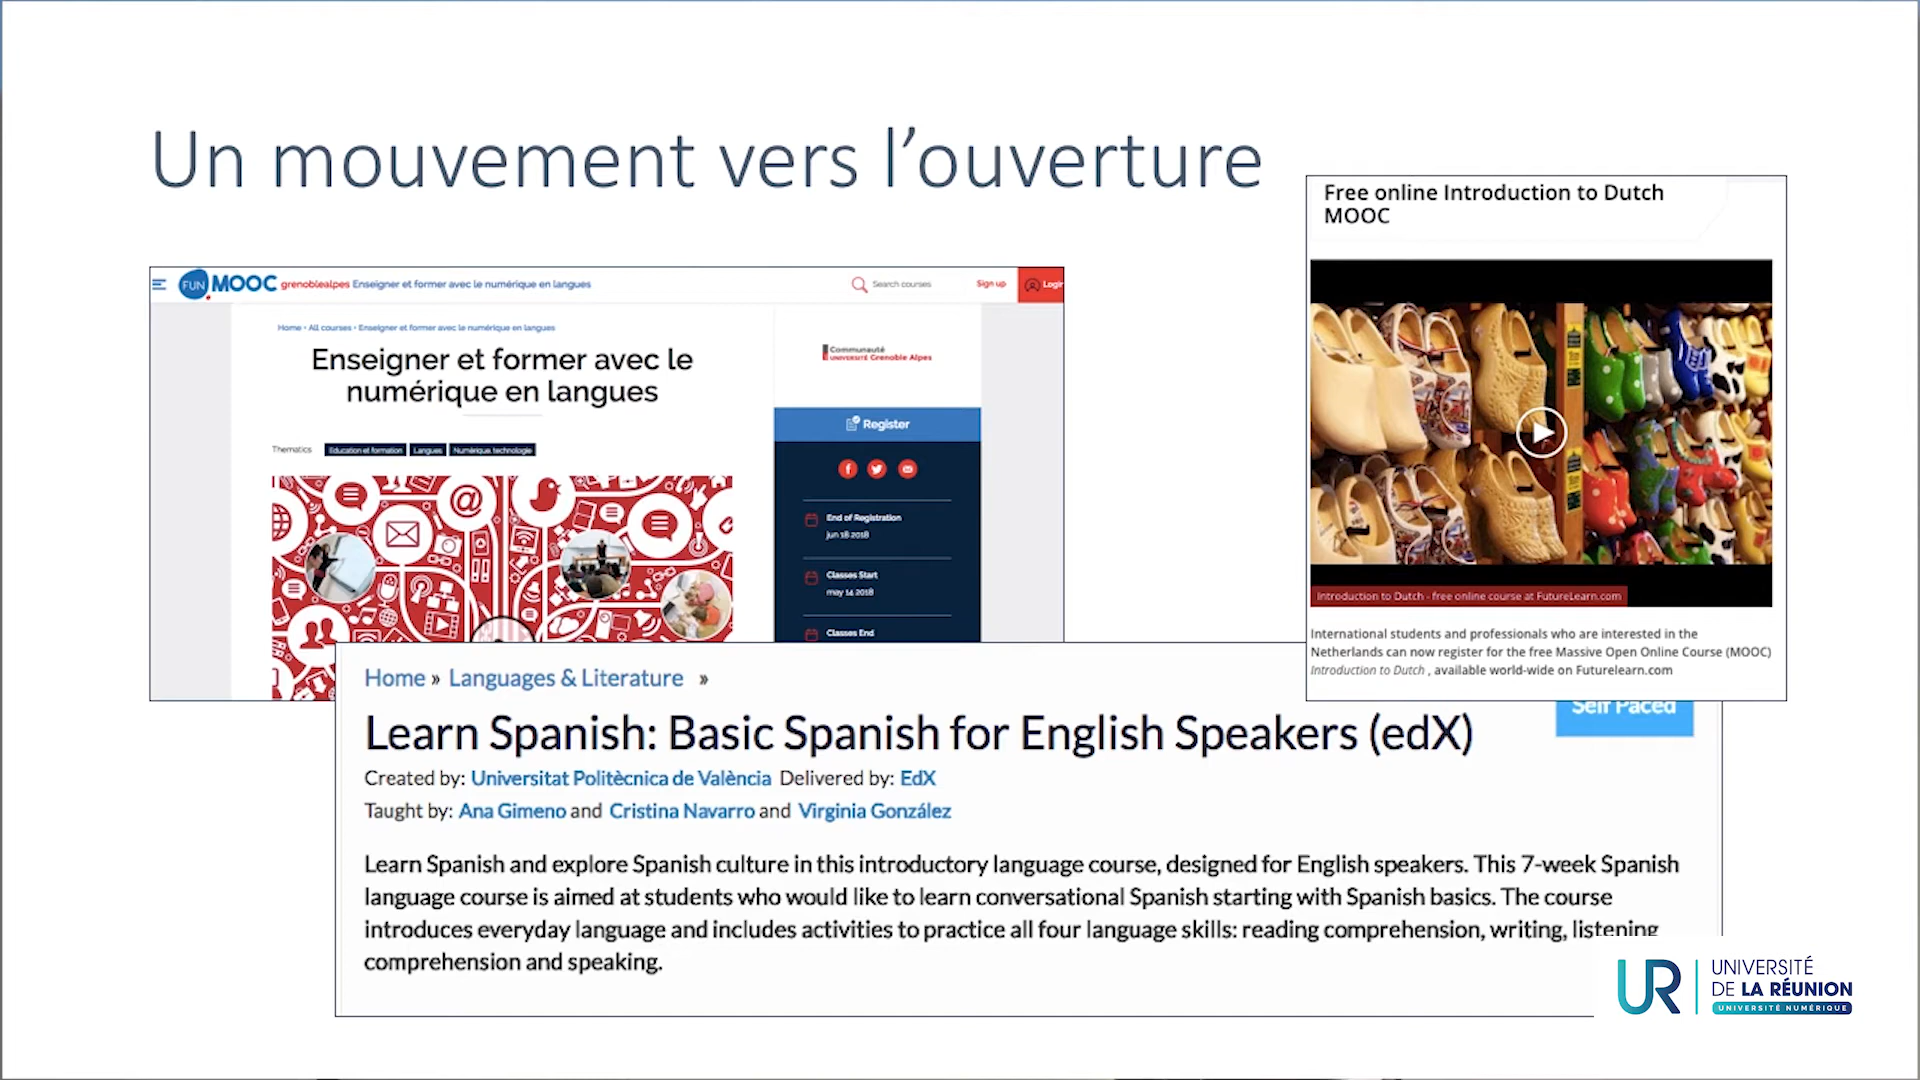 Un mouvement vers l’ouverture
FUN MOOC grenoblealpes Enseigner et former avec le numérique en langues
Search courses
Sign up
Login
Home • All courses • Enseigner et former avec le numérique en langues
Enseigner et former avec le
numérique en langues
Thematics
Education et formation
Langues
Numérique, technologie
Communauté
UNIVERSITÉ Grenoble Alpes
Register
End of Registration
jun 18 2018
Classes Start
may 14 2018
Classes End
Free online Introduction to Dutch
MOOC
Introduction to Dutch - free online course at FutureLearn.com
International students and professionals who are interested in the
Netherlands can now register for the free Massive Open Online Course (MOOC)
Introduction to Dutch , available world-wide on Futurelearn.com
Home » Languages & Literature »
Self Paced
Learn Spanish: Basic Spanish for English Speakers (edX)
Created by: Universitat Politècnica de València Delivered by: EdX
Taught by: Ana Gimeno and Cristina Navarro and Virginia González
Learn Spanish and explore Spanish culture in this introductory language course, designed for English speakers. This 7-week Spanish
language course is aimed at students who would like to learn conversational Spanish starting with Spanish basics. The course
introduces everyday language and includes activities to practice all four language skills: reading comprehension, writing, listening
comprehension and speaking.
UR
UNIVERSITÉ
DE LA RÉUNION
UNIVERSITÉ NUMÉRIQUE